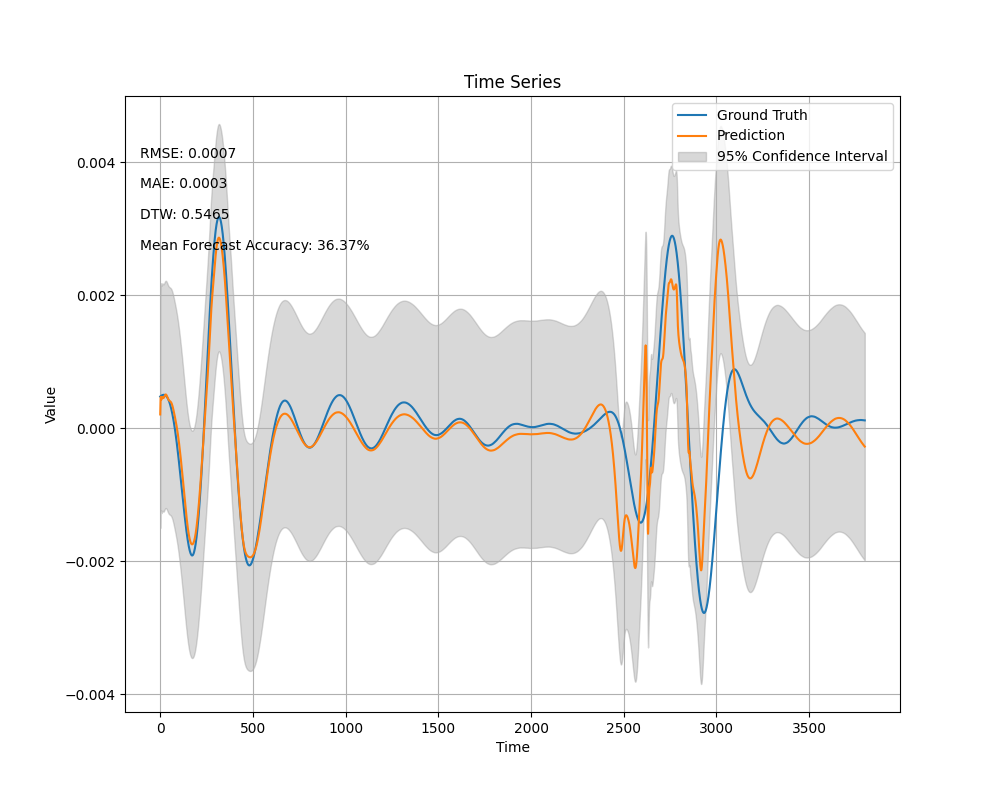 Time Series
Ground Truth
Prediction
95% Confidence Interval
RMSE: 0.0007
MAE: 0.0003
DTW: 0.5465
Mean Forecast Accuracy: 36.37%
0.004
0.002
0.000
−0.002
−0.004
Value
0 500 1000 1500 2000 2500 3000 3500
Time